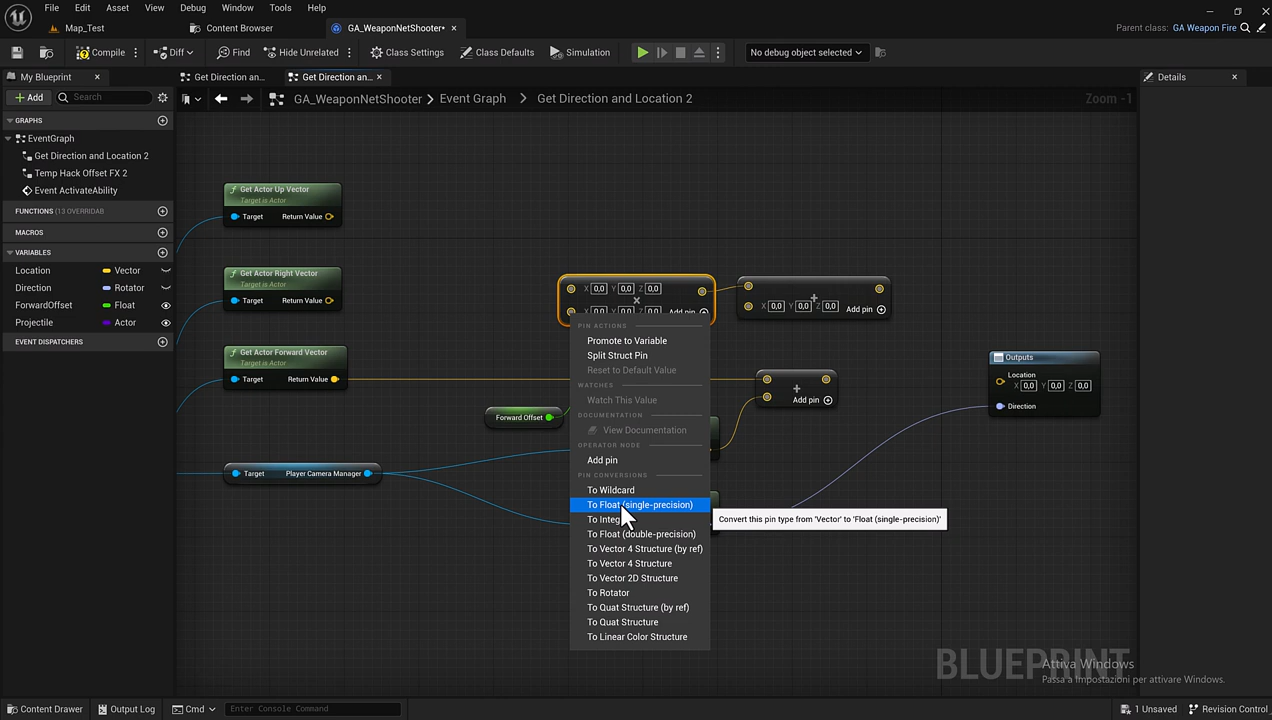 File Edit Asset View Debug Window Tools Help
Map_Test
Content Browser
GA_WeaponNetShooter*
Parent class: GA Weapon Fire
Compile
Diff
Find
Hide Unrelated
Class Settings
Class Defaults
Simulation
No debug object selected
My Blueprint
Get Direction an...
Get Direction an...
Details
Add
Search
GA_WeaponNetShooter > Event Graph > Get Direction and Location 2
Zoom -1
GRAPHS
EventGraph
Get Direction and Location 2
Temp Hack Offset FX 2
Event ActivateAbility
FUNCTIONS (13 OVERRIDAB
MACROS
VARIABLES
Location Vector
Direction Rotator
ForwardOffset Float
Projectile Actor
EVENT DISPATCHERS
Get Actor Up Vector
Target is Actor
Target Return Value
Get Actor Right Vector
Target is Actor
Target Return Value
Get Actor Forward Vector
Target is Actor
Target Return Value
Forward Offset
Target Player Camera Manager
X 0,0 Y 0,0 Z 0,0
X 0,0 Y 0,0 Z 0,0
Add pin
Add pin
Outputs
Location
X 0,0 Y 0,0 Z 0,0
Direction
PIN ACTIONS
Promote to Variable
Split Struct Pin
Reset to Default Value
WATCHES
Watch This Value
DOCUMENTATION
View Documentation
OPERATOR NODE
Add pin
PIN CONVERSIONS
To Wildcard
To Float (single-precision)
To Integ
To Float (double-precision)
To Vector 4 Structure (by ref)
To Vector 4 Structure
To Vector 2D Structure
To Rotator
To Quat Structure (by ref)
To Quat Structure
To Linear Color Structure
Convert this pin type from 'Vector' to 'Float (single-precision)'
BLUEPRINT
Attiva Windows
Passa a Impostazioni per attivare Windows.
Content Drawer
Output Log
Cmd
Enter Console Command
1 Unsaved
Revision Control